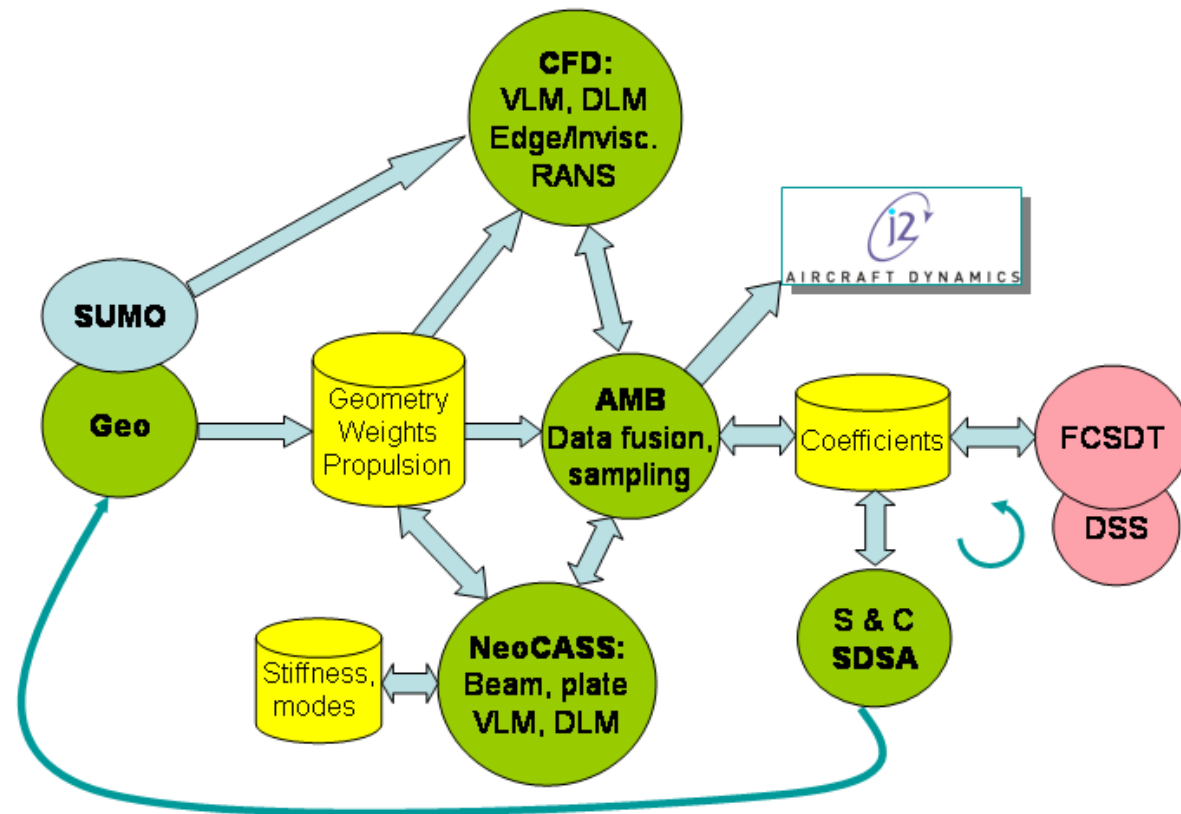 CFD:
VLM, DLM
Edge/Invisc.
RANS
j2
AIRCRAFT DYNAMICS
SUMO
Geo
Geometry
Weights
Propulsion
AMB
Data fusion,
sampling
Coefficients
FCSDT
DSS
S & C
SDSA
NeoCASS:
Beam, plate
VLM, DLM
Stiffness,
modes